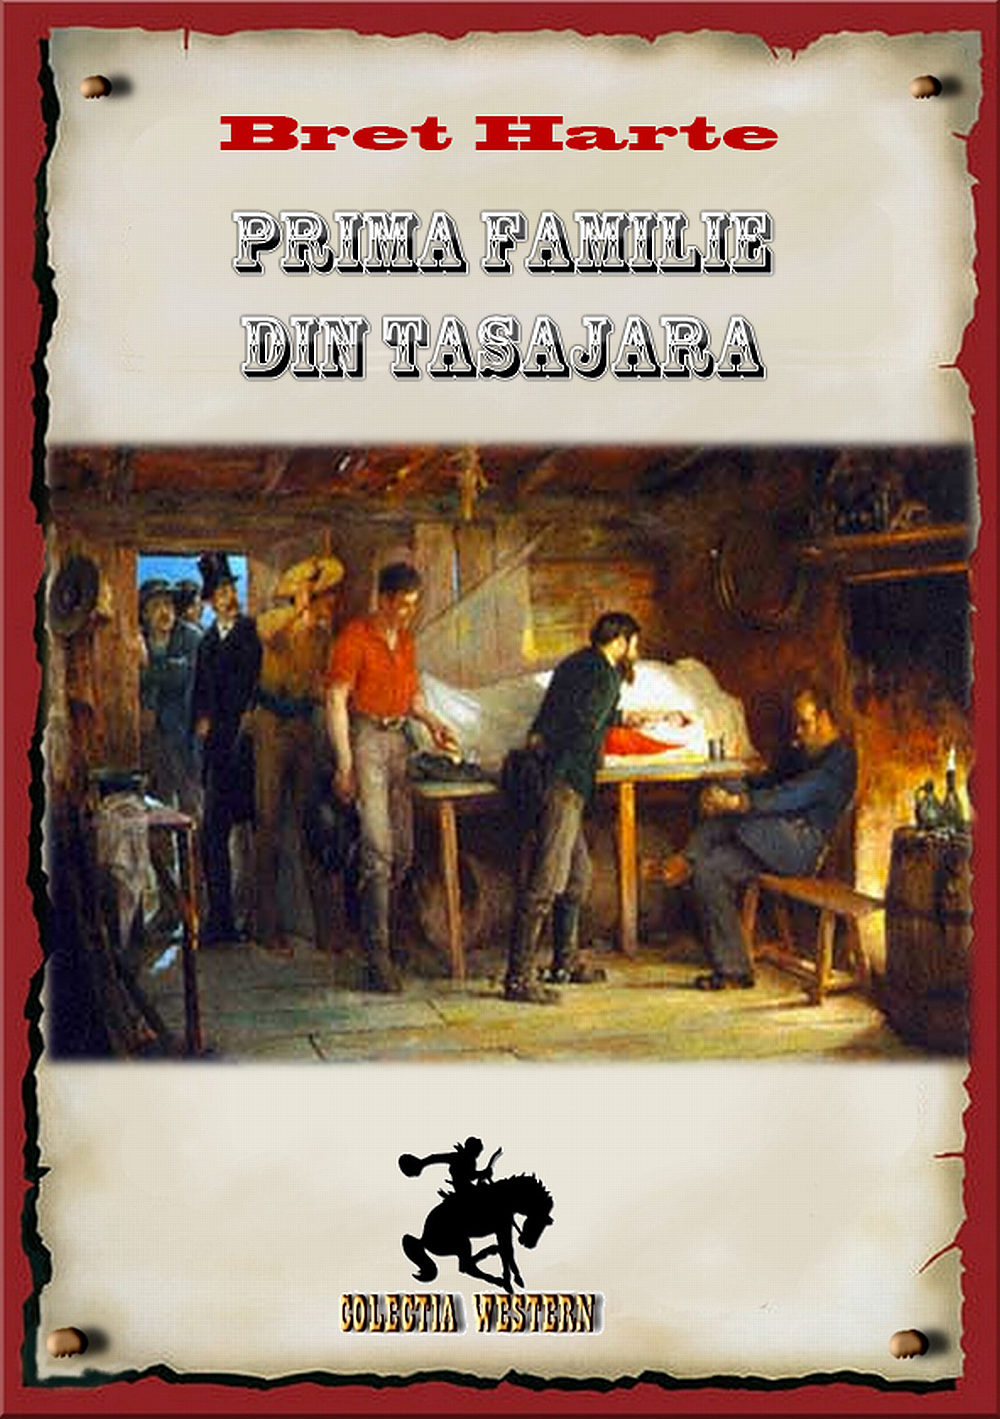 Bret Harte
PRIMA FAMILIE
DIN TASAJARA
COLECTIA WESTERN